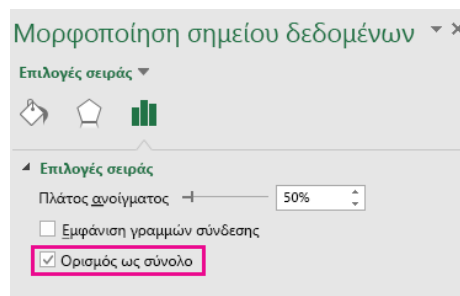 Μορφοποίηση σημείου δεδομένων
Επιλογές σειράς
Επιλογές σειράς
Πλάτος ανοίγματος 50%
Εμφάνιση γραμμών σύνδεσης
Ορισμός ως σύνολο